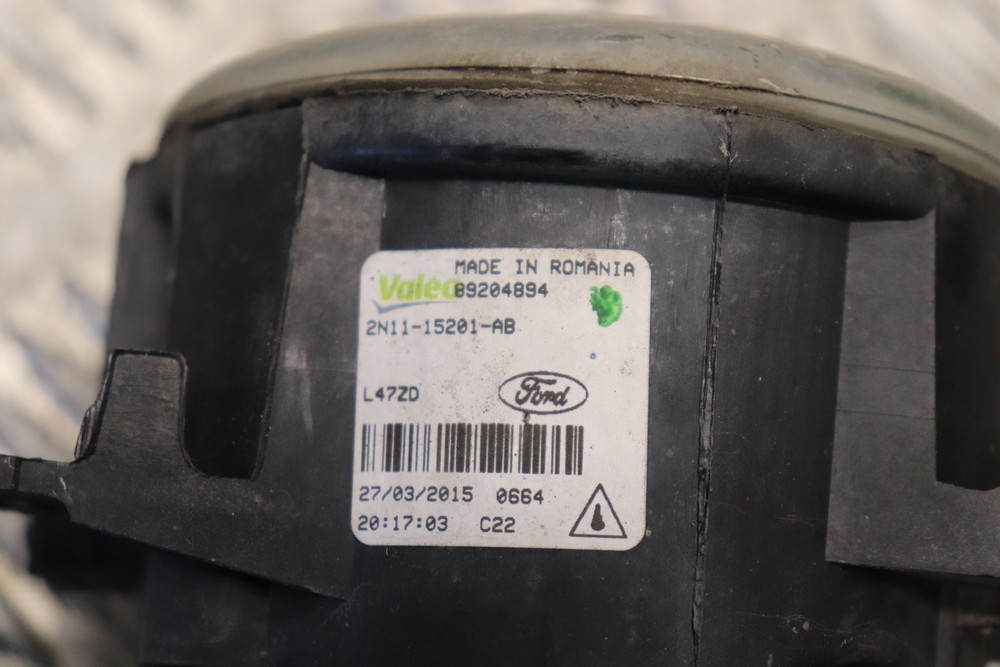 MADE IN ROMANIA
Valeo 89204894
2N11-15201-AB
L47ZD
Ford
27/03/2015 0664
20:17:03 C22